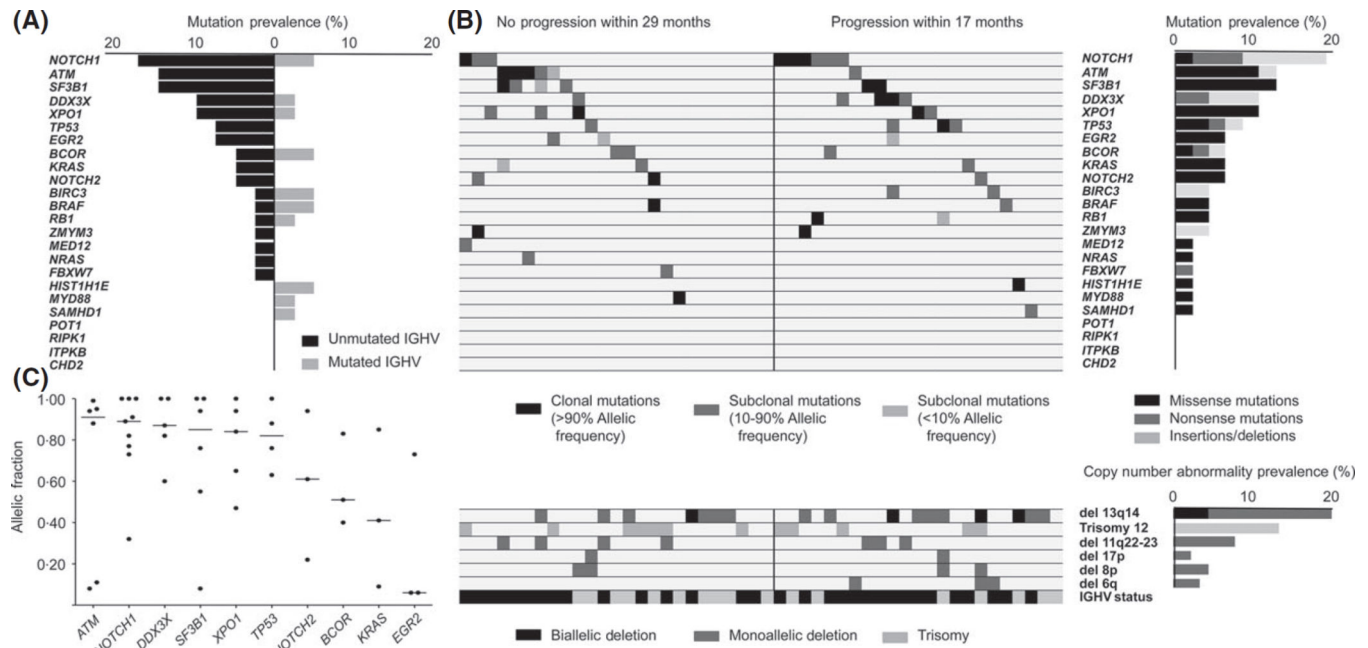 (A)
Mutation prevalence (%)
20 10 0 10 20
NOTCH1
ATM
SF3B1
DDX3X
XPO1
TP53
EGR2
BCOR
KRAS
NOTCH2
BIRC3
BRAF
RB1
ZMYM3
MED12
NRAS
FBXW7
HIST1H1E
MYD88
SAMHD1
POT1
RIPK1
ITPKB
CHD2
Unmutated IGHV
Mutated IGHV
(B)
No progression within 29 months
Progression within 17 months
Clonal mutations
(>90% Allelic
frequency)
Subclonal mutations
(10-90% Allelic
frequency)
Subclonal mutations
(<10% Allelic
frequency)
Mutation prevalence (%)
0 10 20
NOTCH1
ATM
SF3B1
DDX3X
XPO1
TP53
EGR2
BCOR
KRAS
NOTCH2
BIRC3
BRAF
RB1
ZMYM3
MED12
NRAS
FBXW7
HIST1H1E
MYD88
SAMHD1
POT1
RIPK1
ITPKB
CHD2
Missense mutations
Nonsense mutations
Insertions/deletions
Copy number abnormality prevalence (%)
0 10 20
del 13q14
Trisomy 12
del 11q22-23
del 17p
del 8p
del 6q
IGHV status
Biallelic deletion
Monoallelic deletion
Trisomy
(C)
Allelic fraction
1·00
0·80
0·60
0·40
0·20
ATM
NOTCH1
DDX3X
SF3B1
XPO1
TP53
NOTCH2
BCOR
KRAS
EGR2